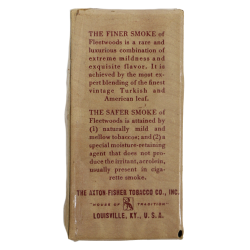 THE FINER SMOKE of
Fleetwoods is a rare and
luxurious combination of
extreme mildness and
exquisite flavor. It is
achieved by the most ex-
pert blending of the finest
vintage Turkish and
American leaf.
THE SAFER SMOKE of
Fleetwoods is attained by
(1) naturally mild and
mellow tobaccos; and (2) a
special moisture-retaining
agent that does not pro-
duce the irritant, acrolein,
usually present in ciga-
rette smoke.
THE AXTON FISHER TOBACCO CO., INC.
"HOUSE OF TRADITION"
LOUISVILLE, KY., U. S. A.